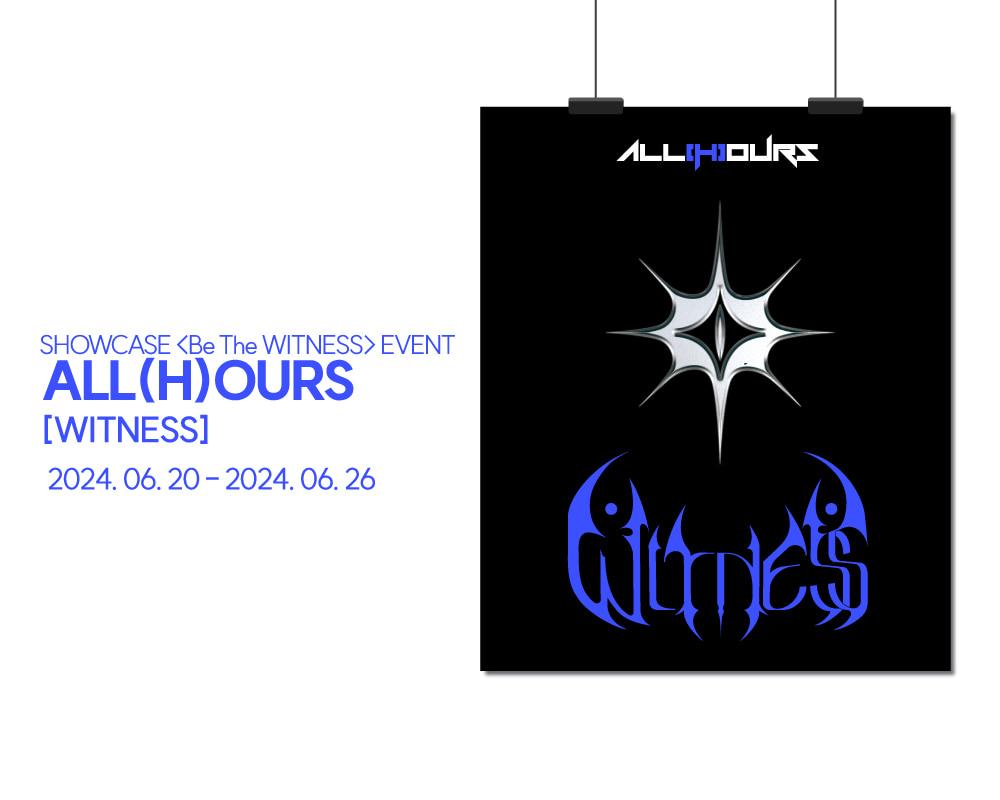 SHOWCASE <Be The WITNESS> EVENT
ALL(H)OURS
[WITNESS]
2024. 06. 20 - 2024. 06. 26
ALL(H)OURS
WITNESS